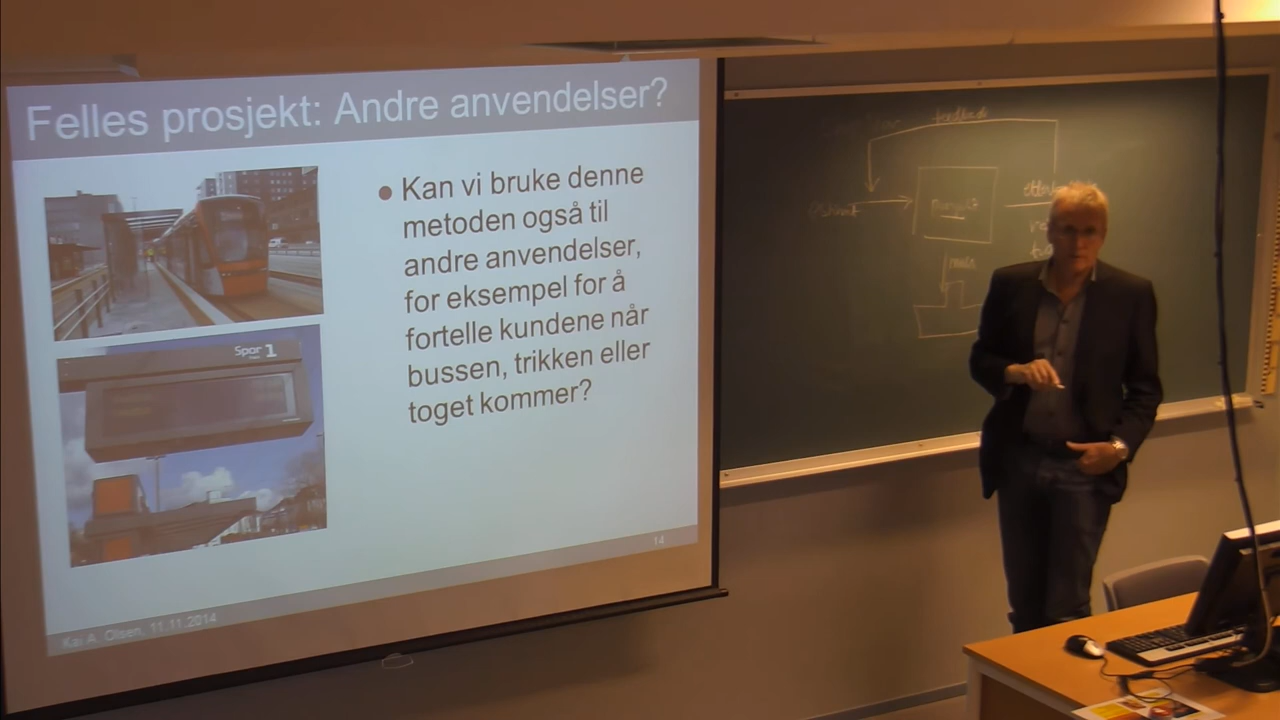 Felles prosjekt: Andre anvendelser?
Kan vi bruke denne
metoden også til
andre anvendelser,
for eksempel for å
fortelle kundene når
bussen, trikken eller
toget kommer?
Spor 1
14
Kai A. Olsen, 11.11.2014
feedback